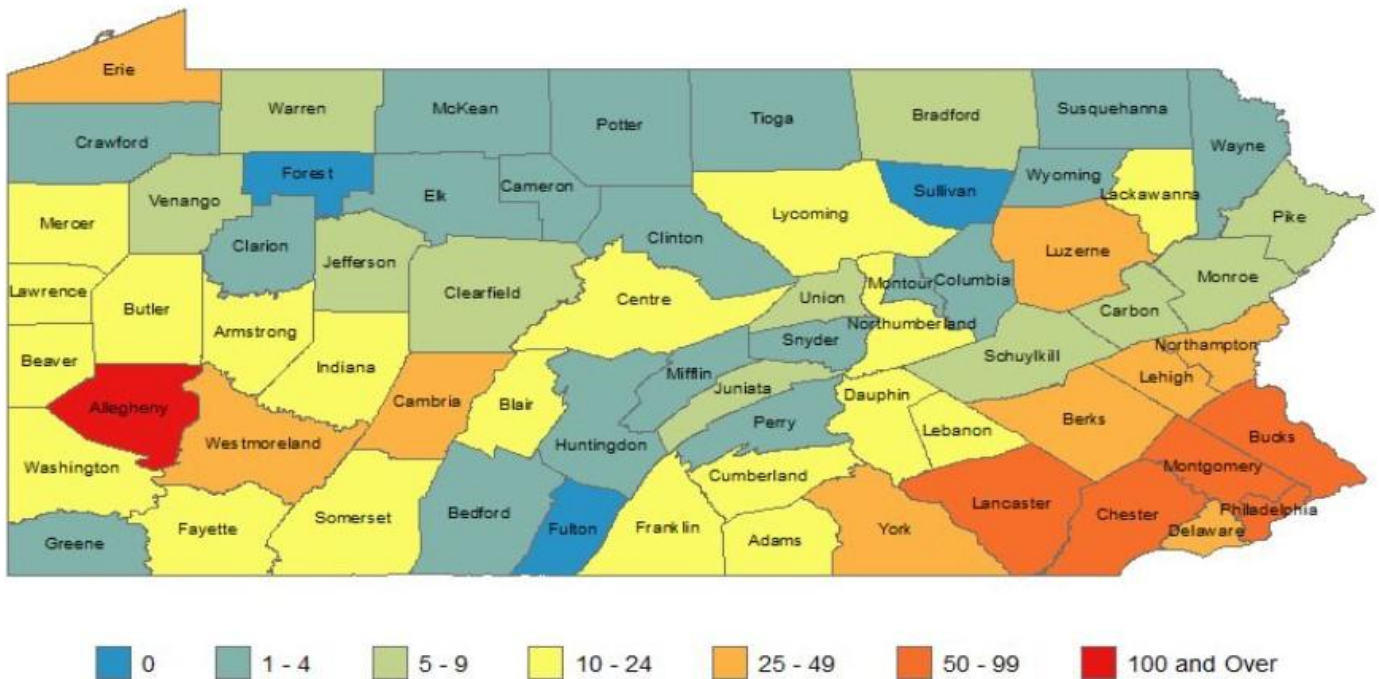 Erie
Warren
McKean
Potter
Tioga
Bradford
Susquehanna
Wayne
Crawford
Forest
Elk
Cameron
Sullivan
Wyoming
Lackawanna
Venango
Pike
Mercer
Clarion
Lycoming
Clinton
Luzerne
Jefferson
Monroe
Lawrence
Butler
Clearfield
Centre
Union
Montour
Columbia
Carbon
Armstrong
Northumberland
Beaver
Indiana
Snyder
Northampton
Schuylkill
Mifflin
Lehigh
Juniata
Allegheny
Cambria
Blair
Dauphin
Perry
Berks
Westmoreland
Huntingdon
Lebanon
Bucks
Washington
Cumberland
Montgomery
Lancaster
Somerset
Bedford
Philadelphia
Fayette
Fulton
Franklin
York
Chester
Delaware
Greene
Adams
0
1 - 4
5 - 9
10 - 24
25 - 49
50 - 99
100 and Over